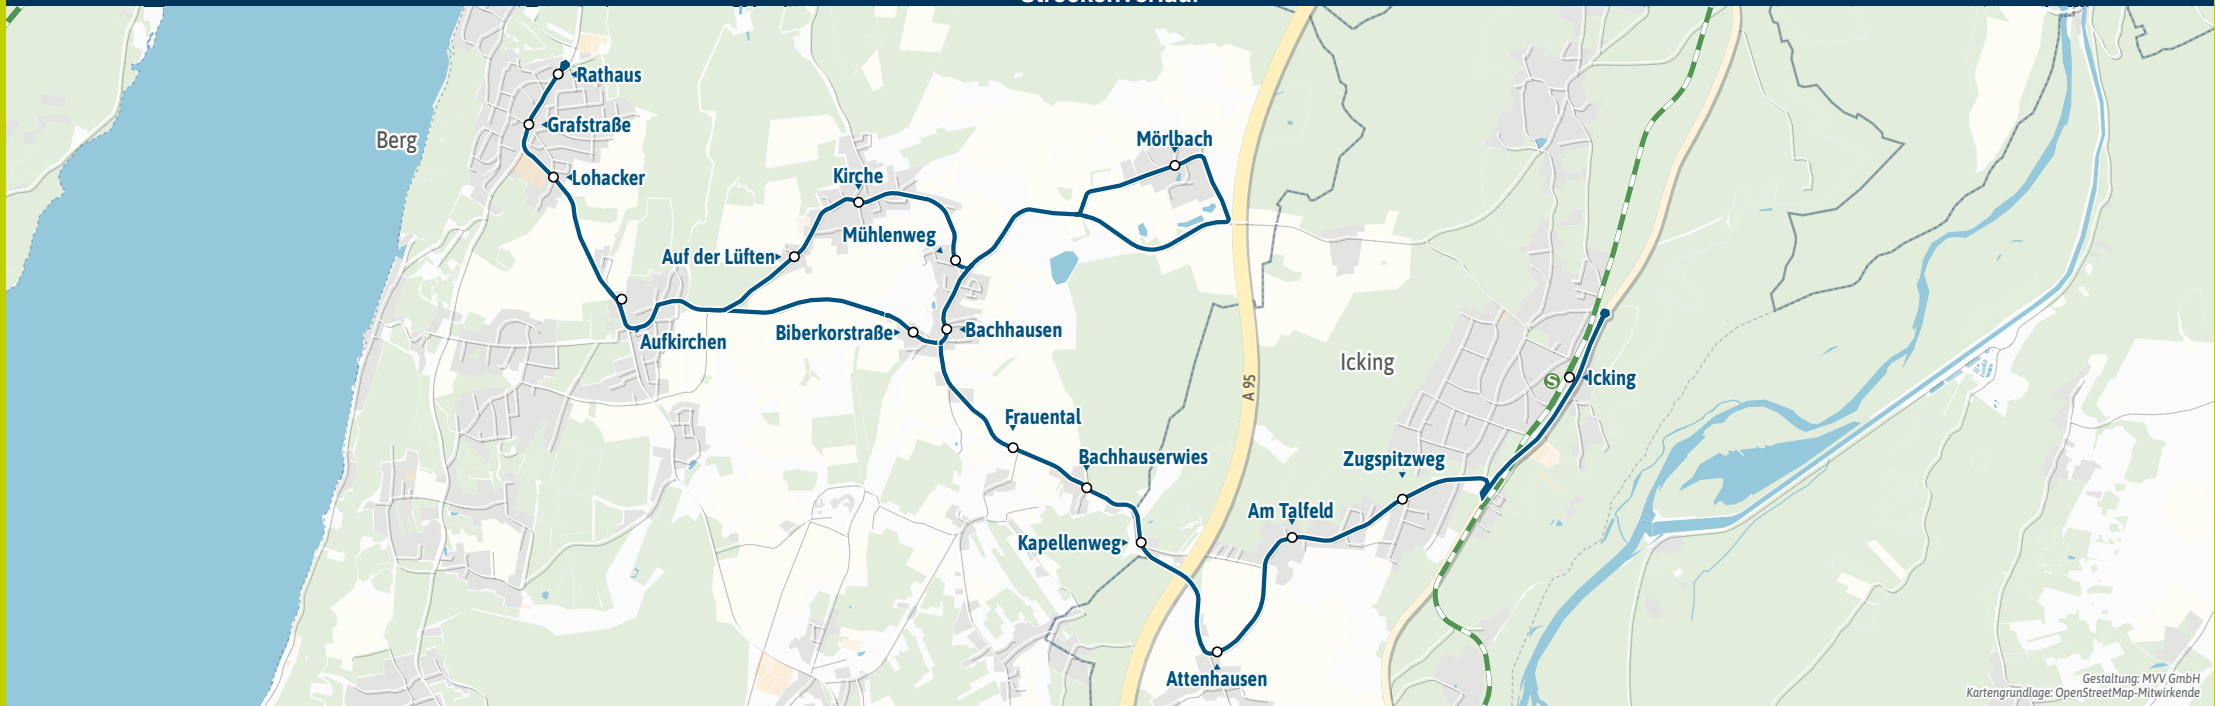 Streckenverlauf
Rathaus
Grafstraße
Berg
Lohacker
Mörlbach
Kirche
Mühlenweg
Auf der Lüften
Biberkorstraße
Bachhausen
Aufkirchen
Icking
S
Icking
A 95
Frauental
Bachhauserwies
Zugspitzweg
Am Talfeld
Kapellenweg
Attenhausen
Gestaltung: MVV GmbH
Kartengrundlage: OpenStreetMap-Mitwirkende